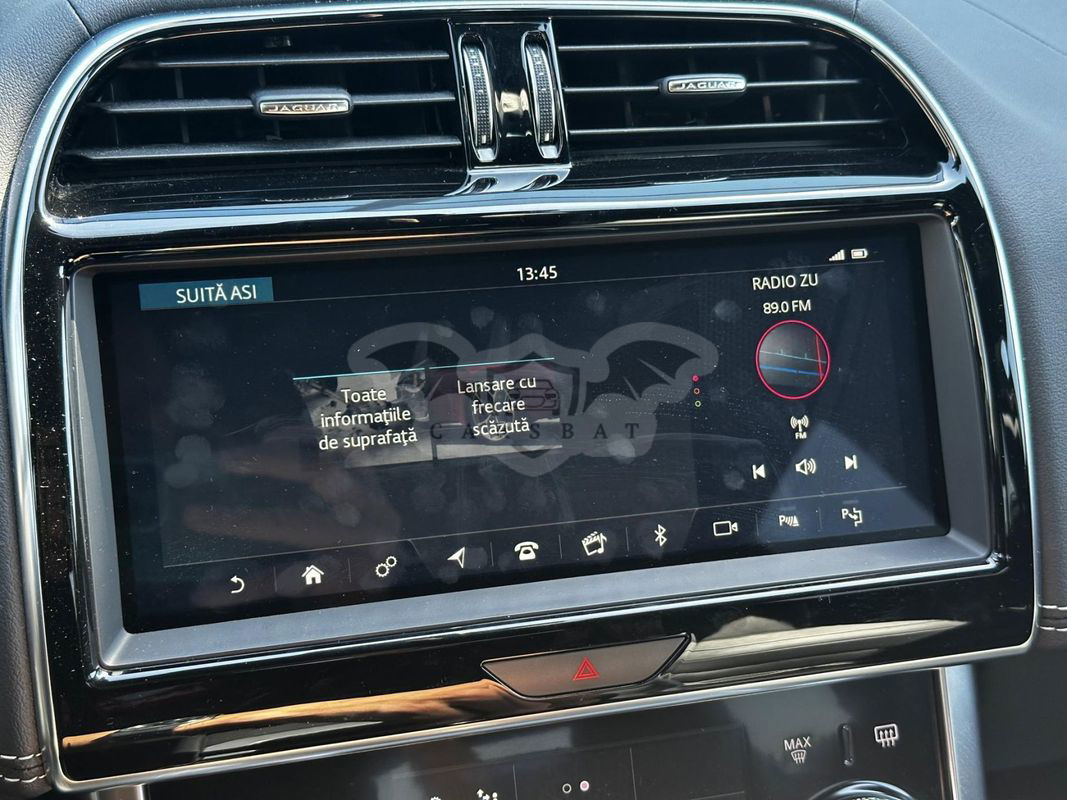 JAGUAR
JAGUAR
13:45
SUITĂ ASI
RADIO ZU
89.0 FM
Toate
informațiile
de suprafață
Lansare cu
frecare
scăzută
CARSBAT
FM
P
P
MAX